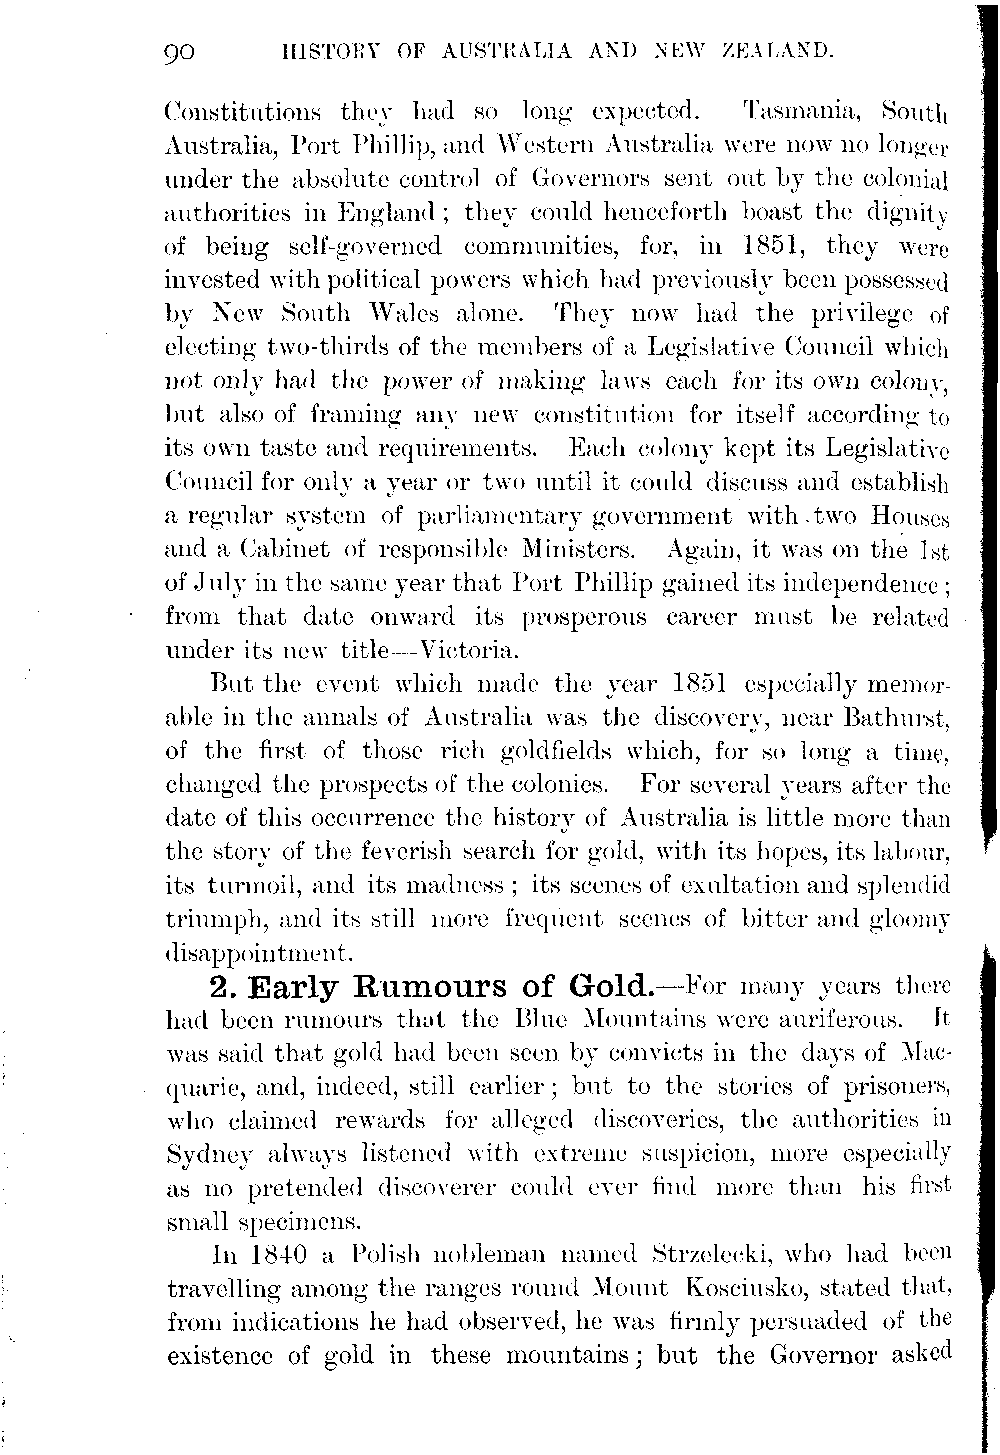 90 HISTORY OF AUSTRALIA AND NEW ZEALAND.
Constitutions they had so long expected. Tasmania, South
Australia, Port Phillip, and Western Australia were now no longer
under the absolute control of Governors sent out by the colonial
authorities in England; they could henceforth boast the dignity
of being self-governed communities, for, in 1851, they were
invested with political powers which had previously been possessed
by New South Wales alone. They now had the privilege of
electing two-thirds of the members of a Legislative Council which
not only had the power of making laws each for its own colony,
but also of framing any new constitution for itself according to
its own taste and requirements. Each colony kept its Legislative
Council for only a year or two until it could discuss and establish
a regular system of parliamentary government with two Houses
and a Cabinet of responsible Ministers. Again, it was on the 1st
of July in the same year that Port Phillip gained its independence;
from that date onward its prosperous career must be related
under its new title—Victoria.
But the event which made the year 1851 especially memor-
able in the annals of Australia was the discovery, near Bathurst,
of the first of those rich goldfields which, for so long a time,
changed the prospects of the colonies. For several years after the
date of this occurrence the history of Australia is little more than
the story of the feverish search for gold, with its hopes, its labour,
its turmoil, and its madness; its scenes of exultation and splendid
triumph, and its still more frequent scenes of bitter and gloomy
disappointment.
2. Early Rumours of Gold.—For many years there
had been rumours that the Blue Mountains were auriferous. It
was said that gold had been seen by convicts in the days of Mac-
quarie, and, indeed, still earlier; but to the stories of prisoners,
who claimed rewards for alleged discoveries, the authorities in
Sydney always listened with extreme suspicion, more especially
as no pretended discoverer could ever find more than his first
small specimens.
In 1840 a Polish nobleman named Strzelecki, who had been
travelling among the ranges round Mount Kosciusko, stated that,
from indications he had observed, he was firmly persuaded of the
existence of gold in these mountains; but the Governor asked